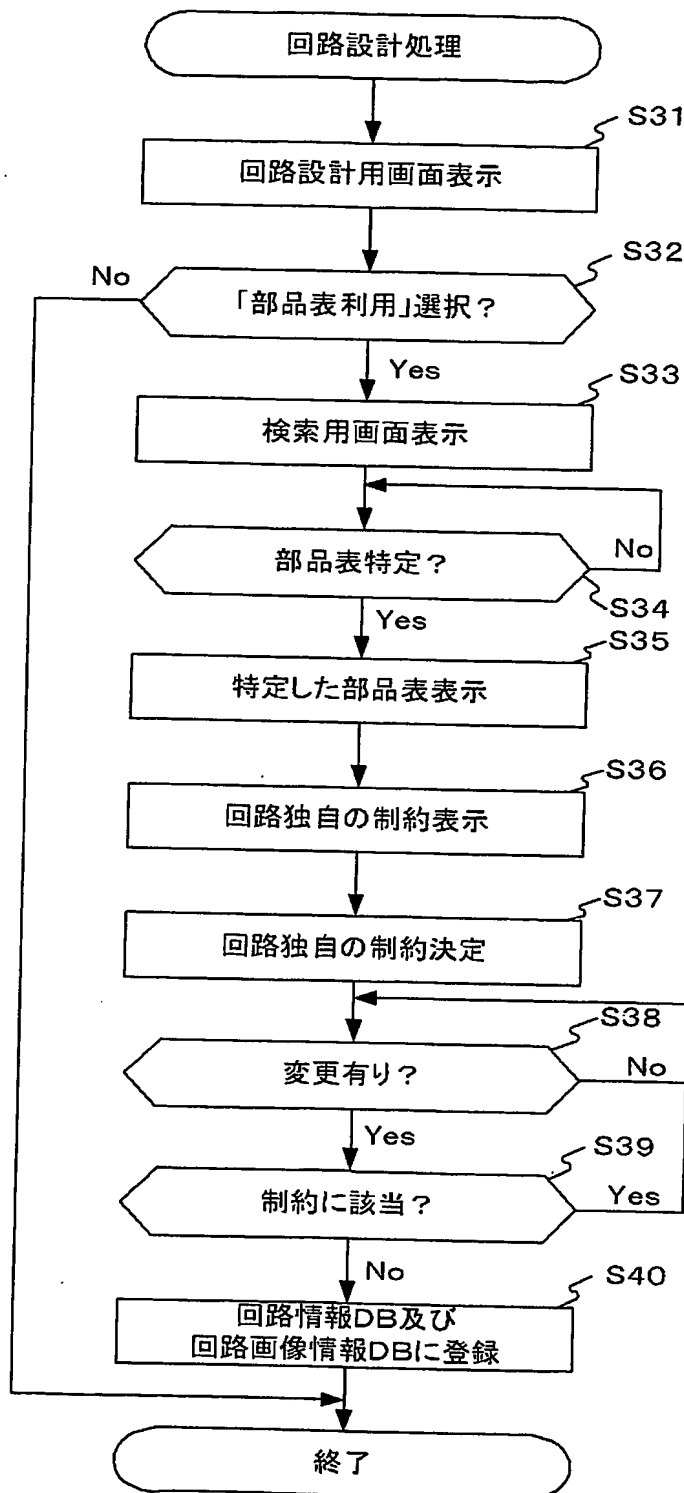 回路設計処理
S31
回路設計用画面表示
S32
No
「部品表利用」選択？
Yes
S33
検索用画面表示
部品表特定？
No
S34
Yes
S35
特定した部品表表示
S36
回路独自の制約表示
S37
回路独自の制約決定
S38
変更有り？
No
Yes
S39
制約に該当？
Yes
No
S40
回路情報DB及び
回路画像情報DBに登録
終了